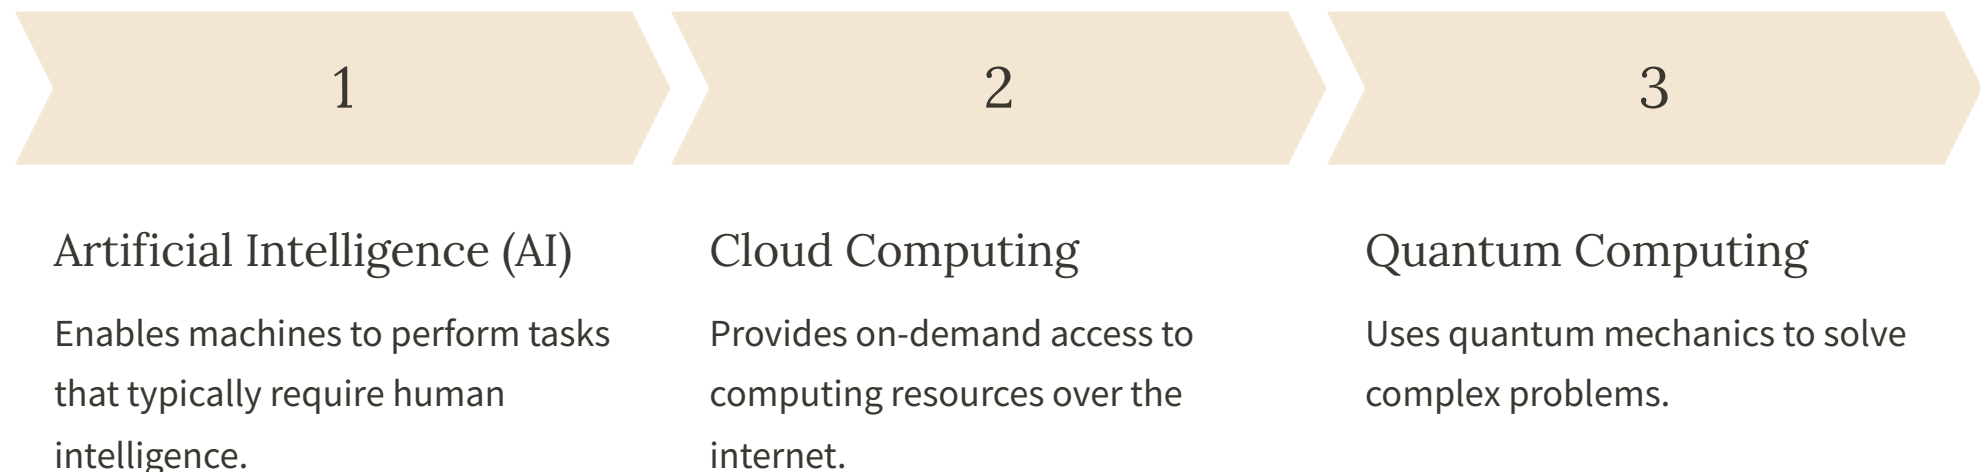 1
2
3
Artificial Intelligence (AI)
Enables machines to perform tasks
that typically require human
intelligence.
Cloud Computing
Provides on-demand access to
computing resources over the
internet.
Quantum Computing
Uses quantum mechanics to solve
complex problems.